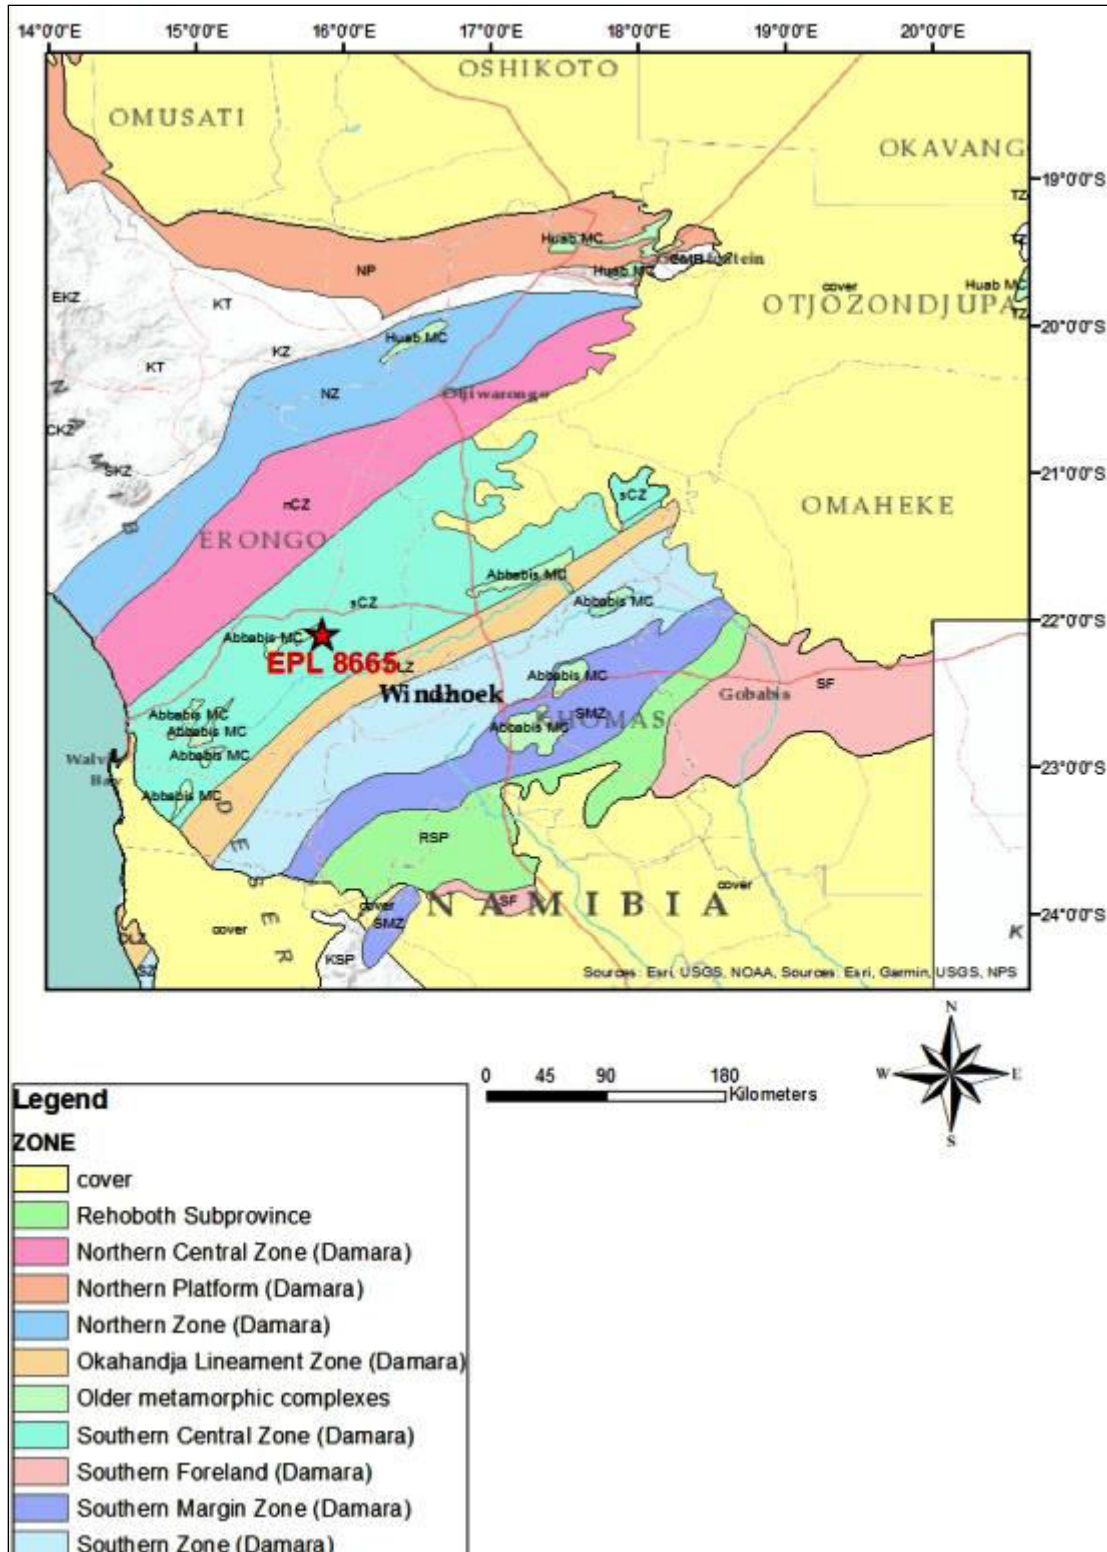 14°0'0"E 15°0'0"E 16°0'0"E 17°0'0"E 18°0'0"E 19°0'0"E 20°0'0"E
OSHIKOTO
OMUSATI
OKAVANG
19°0'0"S
TZ
Huab MC
NP
Huab MC
cover
Huab MC
EKZ
KT
OTJOZONDJUPA
TZ
20°0'0"S
Huab MC
KZ
KT
NZ
Otjiwarongo
CKZ
SKZ
21°0'0"S
sCZ
nCZ
OMAHEKE
ERONGO
Abbabis MC
sCZ
Abbabis MC
22°0'0"S
Abbabis MC
EPL 8665
OLZ
Abbabis MC
SF
Windhoek
Gobabis
Abbabis MC
SMZ
KHOMAS
Abbabis MC
Abbabis MC
Abbabis MC
Walvis
Bay
23°0'0"S
Abbabis MC
D
E
S
E
R
RSP
cover
NAMIBIA
SF
cover
SMZ
24°0'0"S
cover
OLZ
KSP
SZ
K
Sources: Esri, USGS, NOAA, Sources: Esri, Garmin, USGS, NPS
N
W E
S
0 45 90 180
Kilometers
Legend
ZONE
cover
Rehoboth Subprovince
Northern Central Zone (Damara)
Northern Platform (Damara)
Northern Zone (Damara)
Okahandja Lineament Zone (Damara)
Older metamorphic complexes
Southern Central Zone (Damara)
Southern Foreland (Damara)
Southern Margin Zone (Damara)
Southern Zone (Damara)